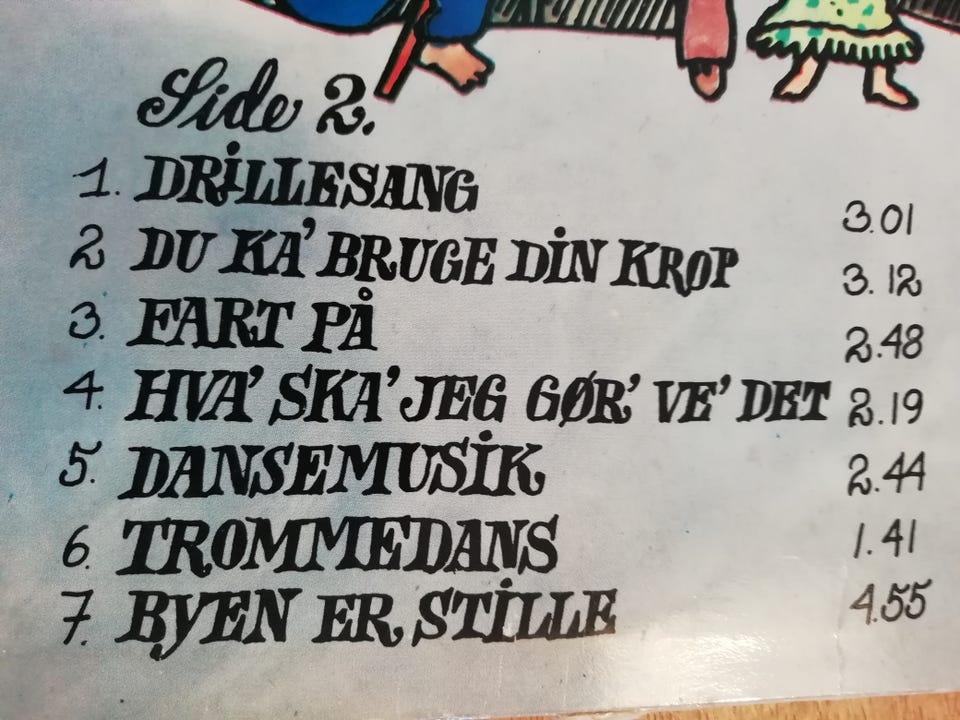 Side 2.
1. DRILLESANG 3.01
2 DU KA' BRUGE DIN KROP 3.12
3. FART PÅ 2.48
4. HVA' SKA' JEG GØR' VE' DET 2.19
5. DANSEMUSIK 2.44
6. TROMMEDANS 1.41
7. BYEN ER STILLE 4.55